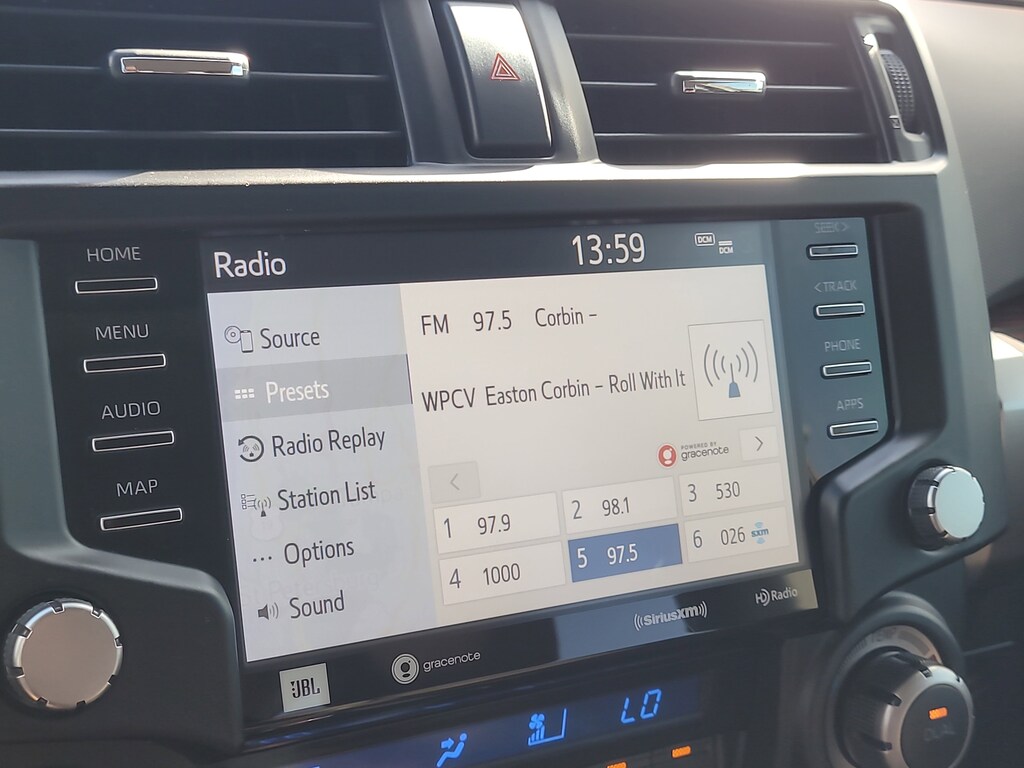 HOME
MENU
AUDIO
MAP
Radio
13:59
DCM
DCM
Source
Presets
Radio Replay
Station List
... Options
Sound
FM 97.5 Corbin –
WPCV Easton Corbin – Roll With It
POWERED BY
gracenote
< >
1 97.9
2 98.1
3 530
4 1000
5 97.5
6 026 sxm
SEEK >
< TRACK
PHONE
APPS
JBL
gracenote
((SiriusXM))
HD Radio
LO
DUAL